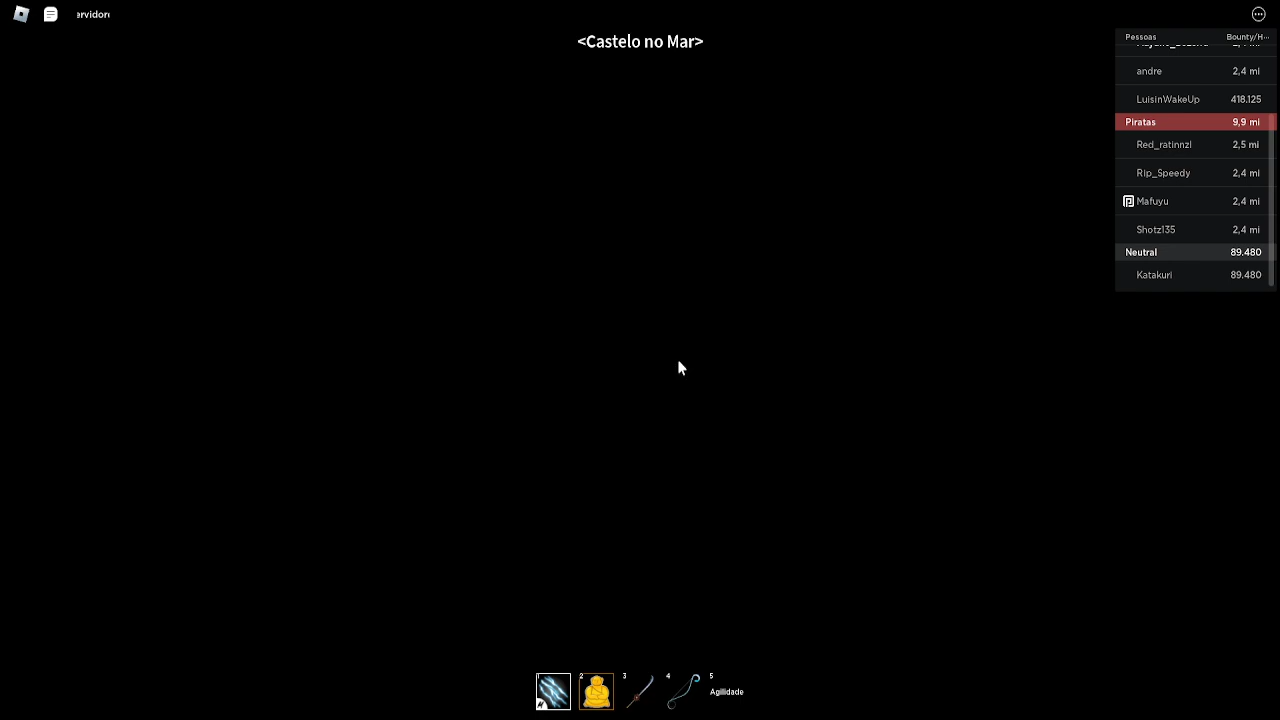 ervidor
<Castelo no Mar>
Pessoas Bounty/H...
andre 2,4 mi
LuisinWakeUp 418.125
Piratas 9,9 mi
Red_ratinnzl 2,5 mi
Rip_Speedy 2,4 mi
Mafuyu 2,4 mi
Shotz135 2,4 mi
Neutral 89.480
Katakuri 89.480
1 2 3 4 5
Agilidade